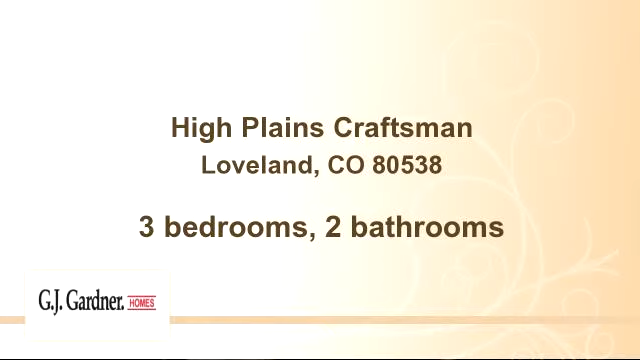 High Plains Craftsman
Loveland, CO 80538
3 bedrooms, 2 bathrooms
G.J. Gardner. HOMES